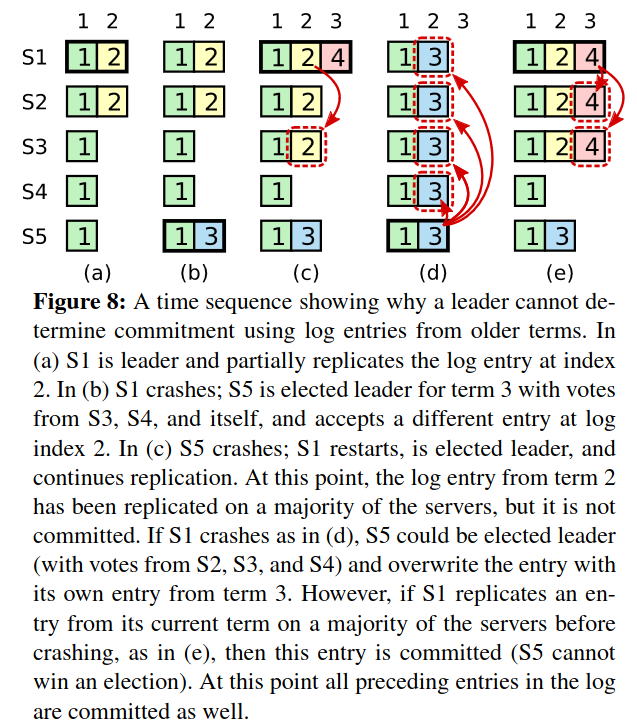 1 2 1 2 1 2 3 1 2 3 1 2 3
S1 1 2 1 2 1 2 4 1 3 1 2 4
S2 1 2 1 2 1 2 1 3 1 2 4
S3 1 1 1 2 1 3 1 2 4
S4 1 1 1 1 3 1
S5 1 1 3 1 3 1 3 1 3
(a) (b) (c) (d) (e)
Figure 8: A time sequence showing why a leader cannot de-
termine commitment using log entries from older terms. In
(a) S1 is leader and partially replicates the log entry at index
2. In (b) S1 crashes; S5 is elected leader for term 3 with votes
from S3, S4, and itself, and accepts a different entry at log
index 2. In (c) S5 crashes; S1 restarts, is elected leader, and
continues replication. At this point, the log entry from term 2
has been replicated on a majority of the servers, but it is not
committed. If S1 crashes as in (d), S5 could be elected leader
(with votes from S2, S3, and S4) and overwrite the entry with
its own entry from term 3. However, if S1 replicates an en-
try from its current term on a majority of the servers before
crashing, as in (e), then this entry is committed (S5 cannot
win an election). At this point all preceding entries in the log
are committed as well.